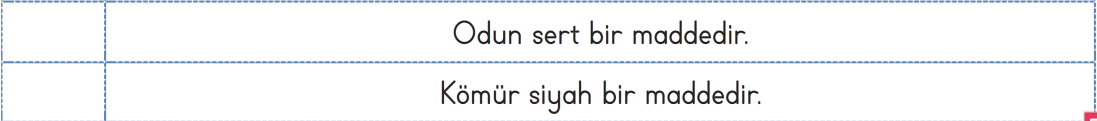 Odun sert bir maddedir.
Kömür siyah bir maddedir.